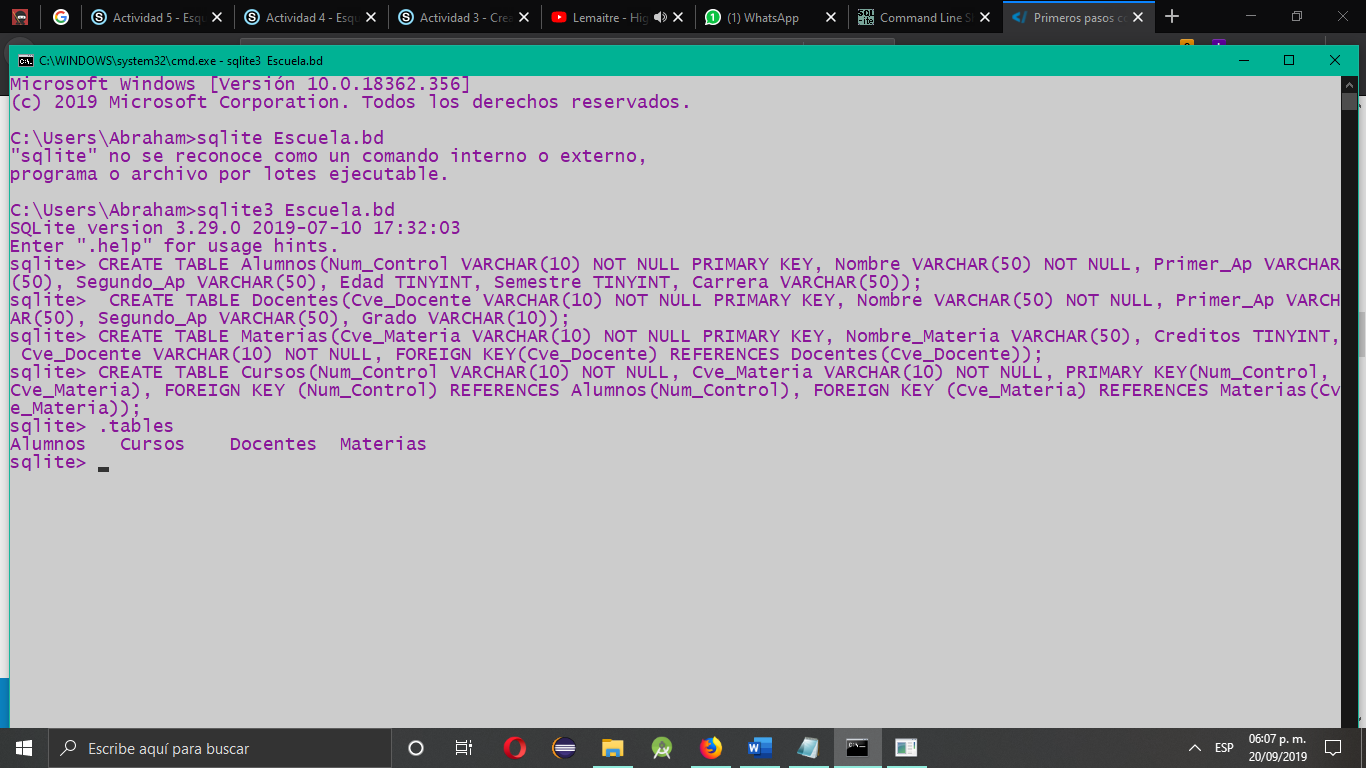 Actividad 5 - Esqu
Actividad 4 - Esqu
Actividad 3 - Crea
Lemaitre - Hig
(1) WhatsApp
Command Line Sh
Primeros pasos co
C:\WINDOWS\system32\cmd.exe - sqlite3 Escuela.bd
Microsoft Windows [Versión 10.0.18362.356]
(c) 2019 Microsoft Corporation. Todos los derechos reservados.
C:\Users\Abraham>sqlite Escuela.bd
"sqlite" no se reconoce como un comando interno o externo,
programa o archivo por lotes ejecutable.
C:\Users\Abraham>sqlite3 Escuela.bd
SQLite version 3.29.0 2019-07-10 17:32:03
Enter ".help" for usage hints.
sqlite> CREATE TABLE Alumnos(Num_Control VARCHAR(10) NOT NULL PRIMARY KEY, Nombre VARCHAR(50) NOT NULL, Primer_Ap VARCHAR
(50), Segundo_Ap VARCHAR(50), Edad TINYINT, Semestre TINYINT, Carrera VARCHAR(50));
sqlite>  CREATE TABLE Docentes(Cve_Docente VARCHAR(10) NOT NULL PRIMARY KEY, Nombre VARCHAR(50) NOT NULL, Primer_Ap VARCH
AR(50), Segundo_Ap VARCHAR(50), Grado VARCHAR(10));
sqlite> CREATE TABLE Materias(Cve_Materia VARCHAR(10) NOT NULL PRIMARY KEY, Nombre_Materia VARCHAR(50), Creditos TINYINT,
 Cve_Docente VARCHAR(10) NOT NULL, FOREIGN KEY(Cve_Docente) REFERENCES Docentes(Cve_Docente));
sqlite> CREATE TABLE Cursos(Num_Control VARCHAR(10) NOT NULL, Cve_Materia VARCHAR(10) NOT NULL, PRIMARY KEY(Num_Control,
Cve_Materia), FOREIGN KEY (Num_Control) REFERENCES Alumnos(Num_Control), FOREIGN KEY (Cve_Materia) REFERENCES Materias(Cv
e_Materia));
sqlite> .tables
Alumnos   Cursos    Docentes  Materias
sqlite>
Escribe aquí para buscar
ESP
06:07 p. m.
20/09/2019